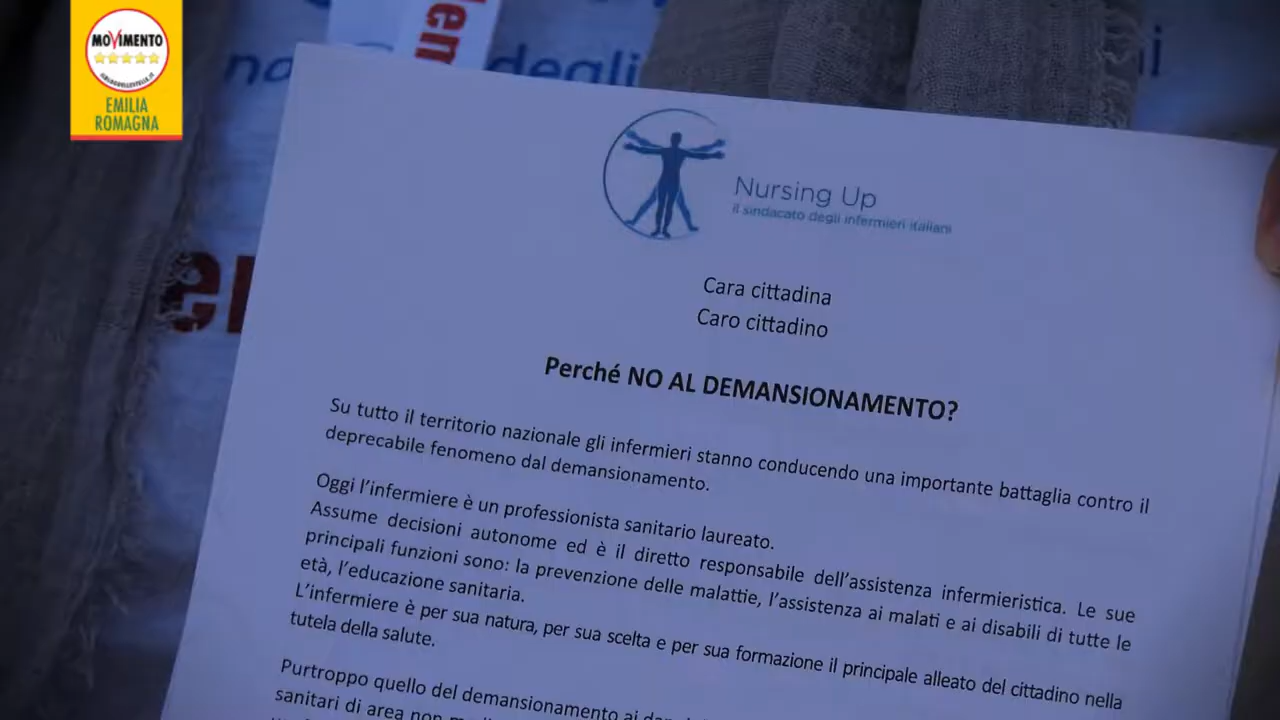 MOVIMENTO
EMILIA
ROMAGNA
degli
Nursing Up
il sindacato degli infermieri italiani
Cara cittadina
Caro cittadino
Perché NO AL DEMANSIONAMENTO?
Su tutto il territorio nazionale gli infermieri stanno conducendo una importante battaglia contro il
deprecabile fenomeno dal demansionamento.
Oggi l'infermiere è un professionista sanitario laureato.
Assume decisioni autonome ed è il diretto responsabile dell'assistenza infermieristica. Le sue
principali funzioni sono: la prevenzione delle malattie, l'assistenza ai malati e ai disabili di tutte le
età, l'educazione sanitaria.
L'infermiere è per sua natura, per sua scelta e per sua formazione il principale alleato del cittadino nella
tutela della salute.
Purtroppo quello del demansionamento ai
sanitari di area non